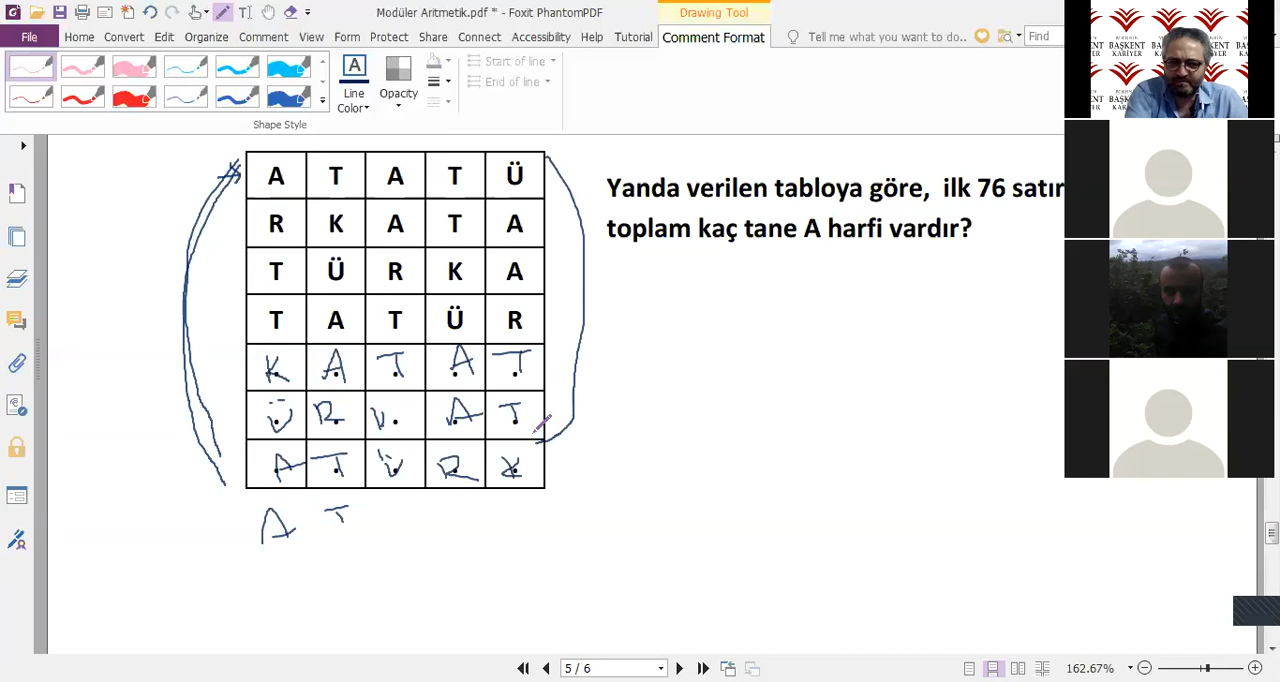 Modüler Aritmetik.pdf * - Foxit PhantomPDF
Drawing Tool
File Home Convert Edit Organize Comment View Form Protect Share Connect Accessibility Help Tutorial Comment Format Tell me what you want to do.. Find
Line Color Opacity Start of line End of line
Shape Style
BAŞKENT KARİYER
A T A T Ü
R K A T A
T Ü R K A
T A T Ü R
K A T A T
Ü R K A T
A T Ü R K
A T
Yanda verilen tabloya göre, ilk 76 satır
toplam kaç tane A harfi vardır?
5 / 6 162.67%